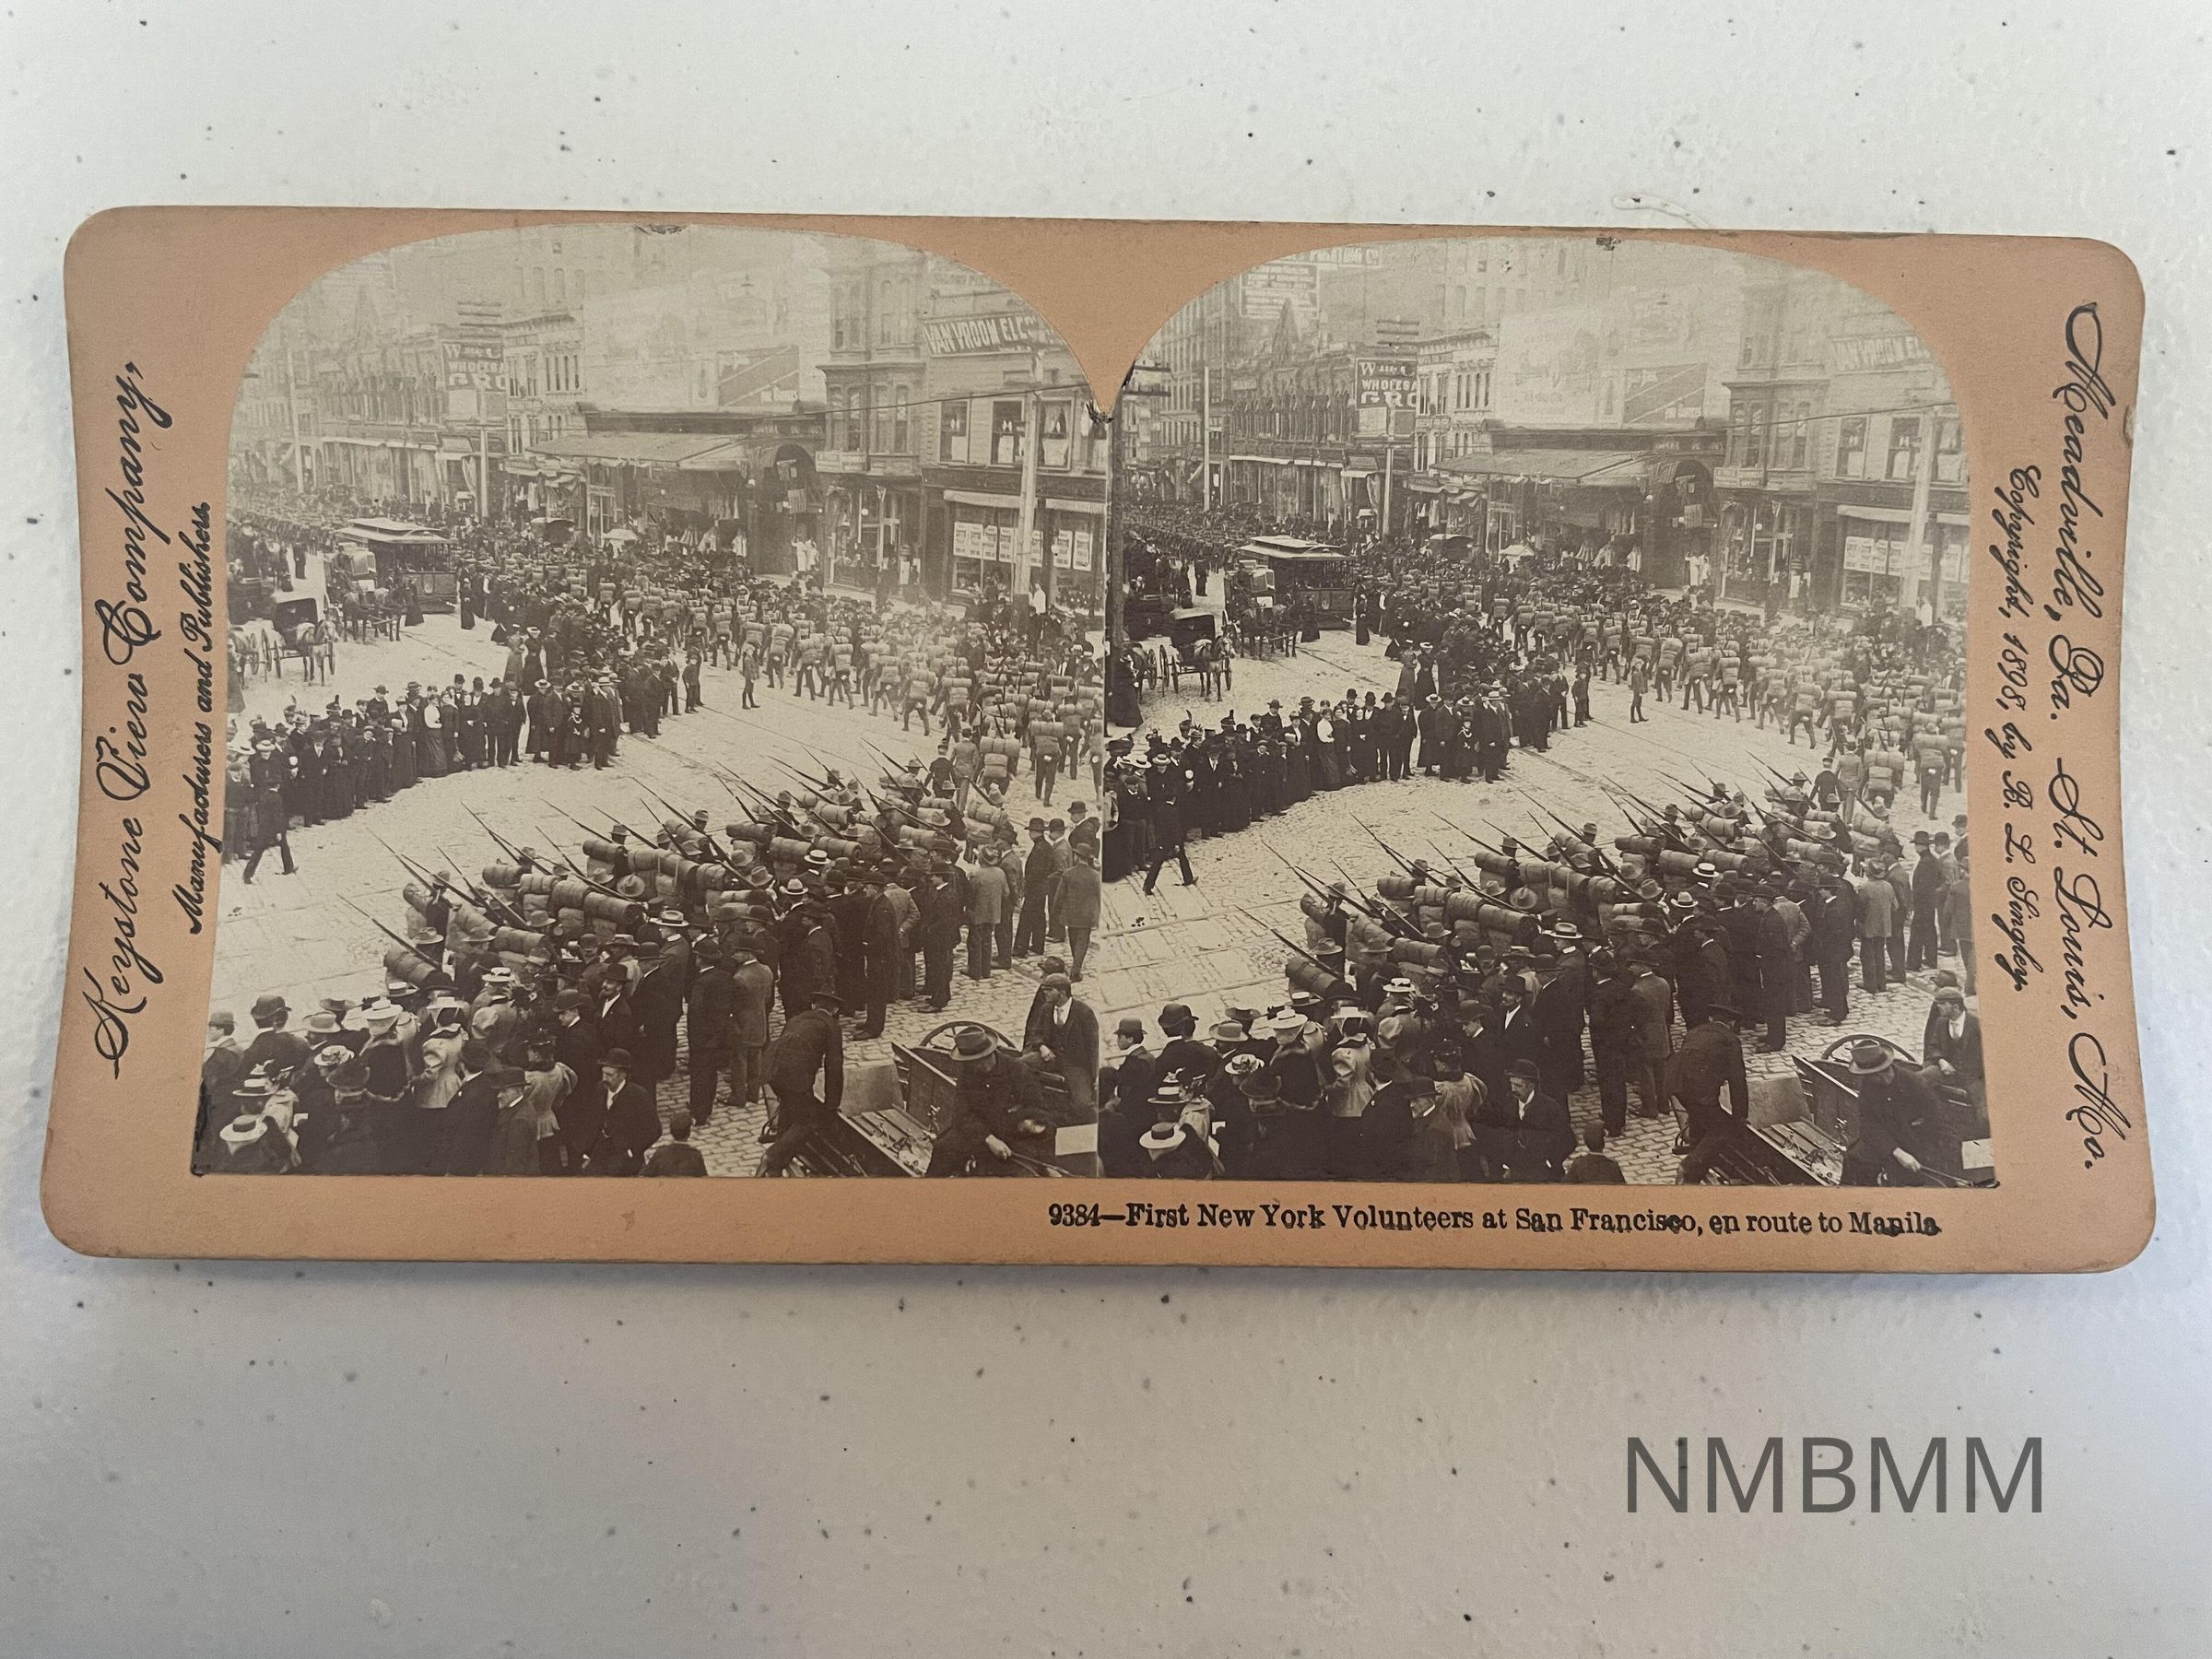 Keystone View Company,
Manufacturers and Publishers
VAN VROOM ELEC
WHOLESA
GRO
Meadville, Pa. St. Louis, Mo.
Copyright, 1898, by B. L. Singley.
9384—First New York Volunteers at San Francisco, en route to Manila
NMBMM